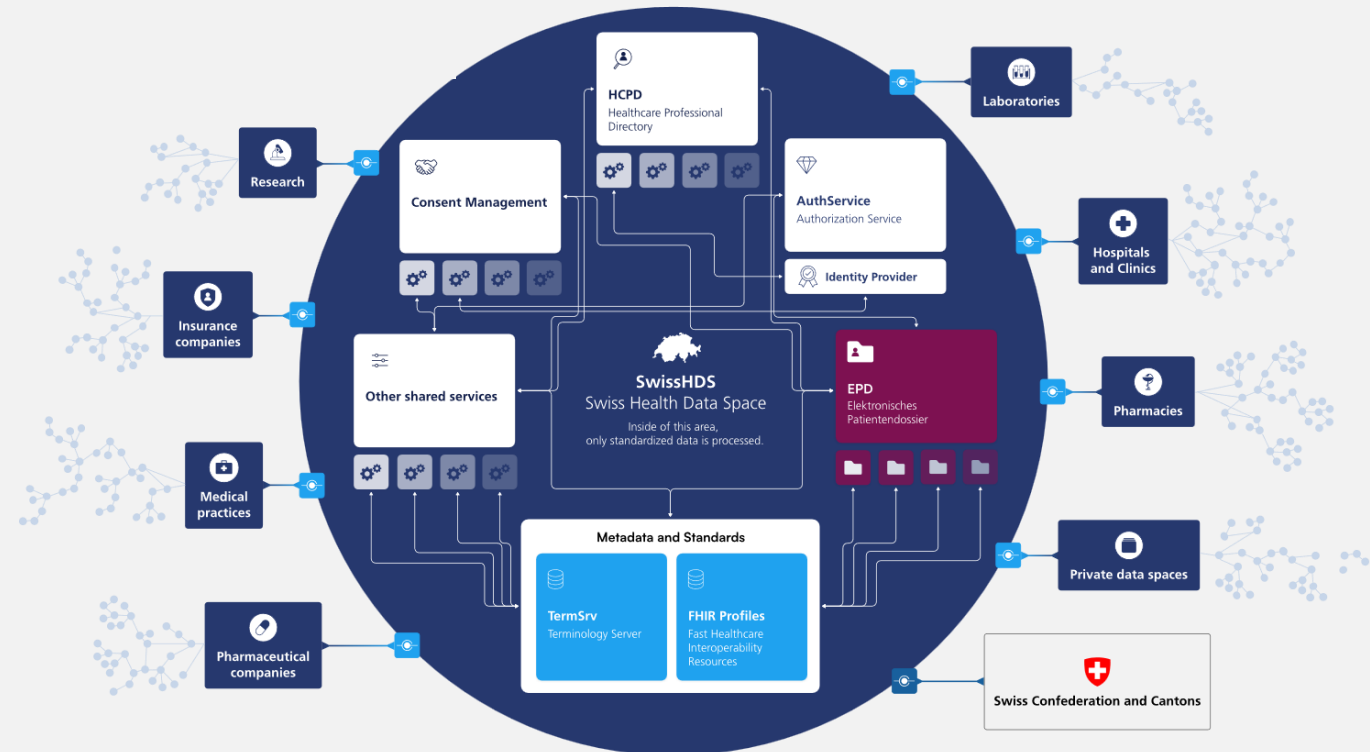 HCPD
Healthcare Professional
Directory
Laboratories
Research
Consent Management
AuthService
Authorization Service
Hospitals
and Clinics
Identity Provider
Insurance
companies
Other shared services
SwissHDS
Swiss Health Data Space
Inside of this area,
only standardized data is processed.
EPD
Elektronisches
Patientendossier
Pharmacies
Medical
practices
Metadata and Standards
TermSrv
Terminology Server
FHIR Profiles
Fast Healthcare
Interoperability
Resources
Private data spaces
Pharmaceutical
companies
Swiss Confederation and Cantons